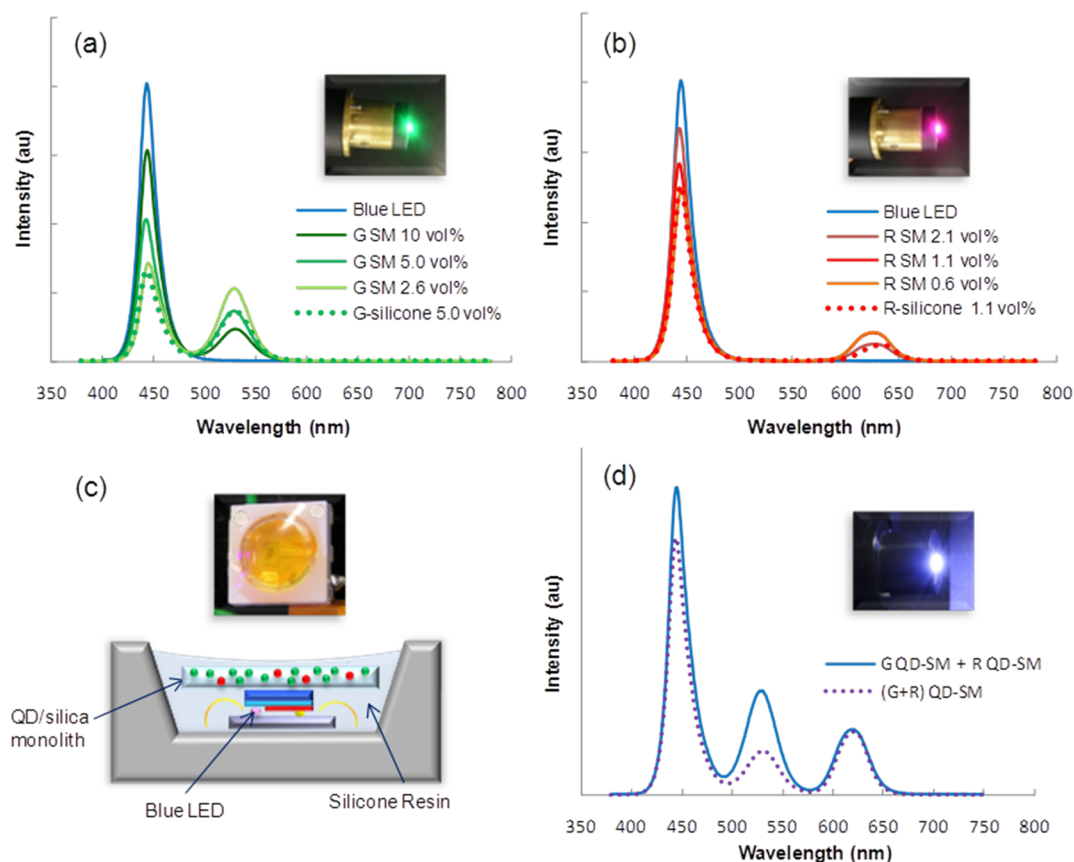 (a)
Intensity (au)
Blue LED
G SM 10 vol%
G SM 5.0 vol%
G SM 2.6 vol%
G-silicone 5.0 vol%
350 400 450 500 550 600 650 700 750 800
Wavelength (nm)
(b)
Intensity (au)
Blue LED
R SM 2.1 vol%
R SM 1.1 vol%
R SM 0.6 vol%
R-silicone 1.1 vol%
350 400 450 500 550 600 650 700 750 800
Wavelength (nm)
(c)
QD/silica
monolith
Blue LED
Silicone Resin
(d)
Intensity (au)
G QD-SM + R QD-SM
(G+R) QD-SM
350 400 450 500 550 600 650 700 750 800
Wavelength (nm)